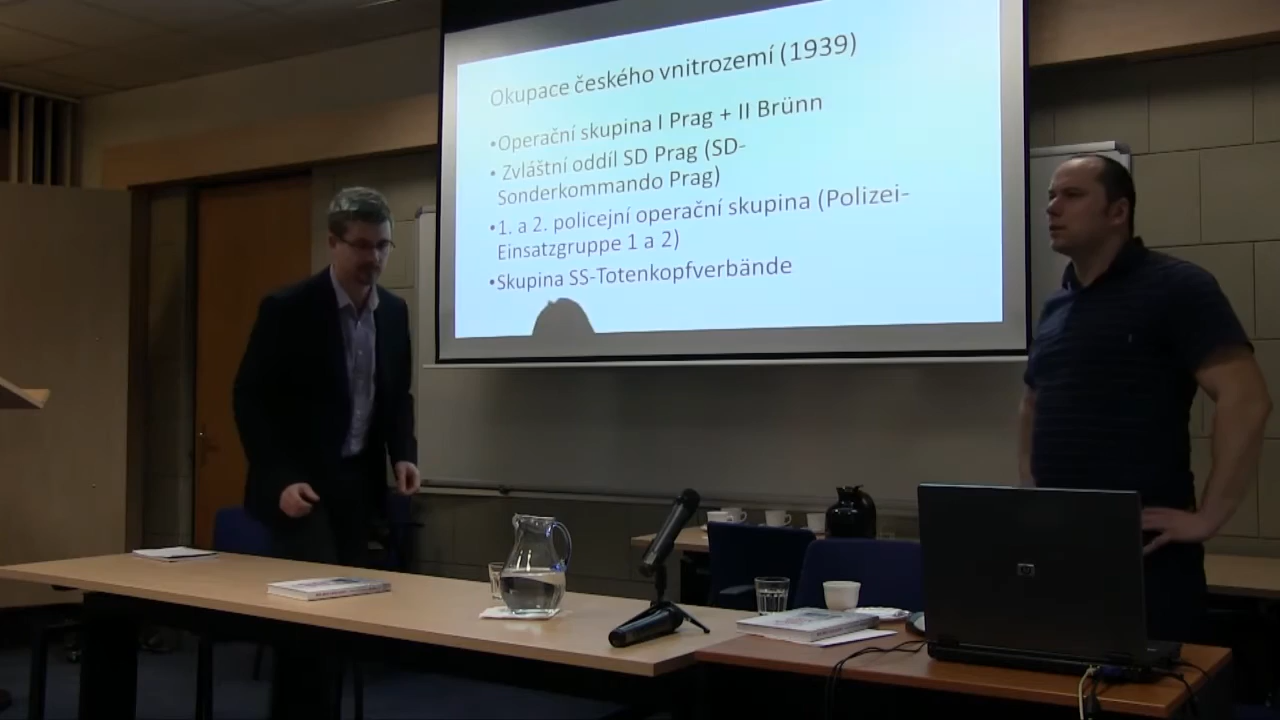 Okupace českého vnitrozemí (1939)
•Operační skupina I Prag + II Brünn
• Zvláštní oddíl SD Prag (SD-
Sonderkommando Prag)
•1. a 2. policejní operační skupina (Polizei-
Einsatzgruppe 1 a 2)
•Skupina SS-Totenkopfverbände
hp